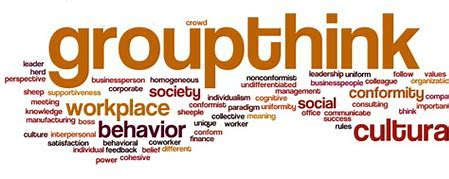 crowd
groupthink
leader
herd
perspective
businessperson homogeneous
nonconformist
undifferentiated
leadership uniform
businesspeople colleague
follow values
organizatio
sheep supportiveness
corporate
society
individualism cognitive
management
conformity
compa
meeting
knowledge
workplace
conformist paradigm
sheeple
uniformity
social
consulting
important
manufacturing boss
behavior
unique
collective meaning
worker
office communicate
success
rules
think
cultura
culture interpersonal
conform
finance
satisfaction behavioral coworker
individual feedback belief different
power cohesive